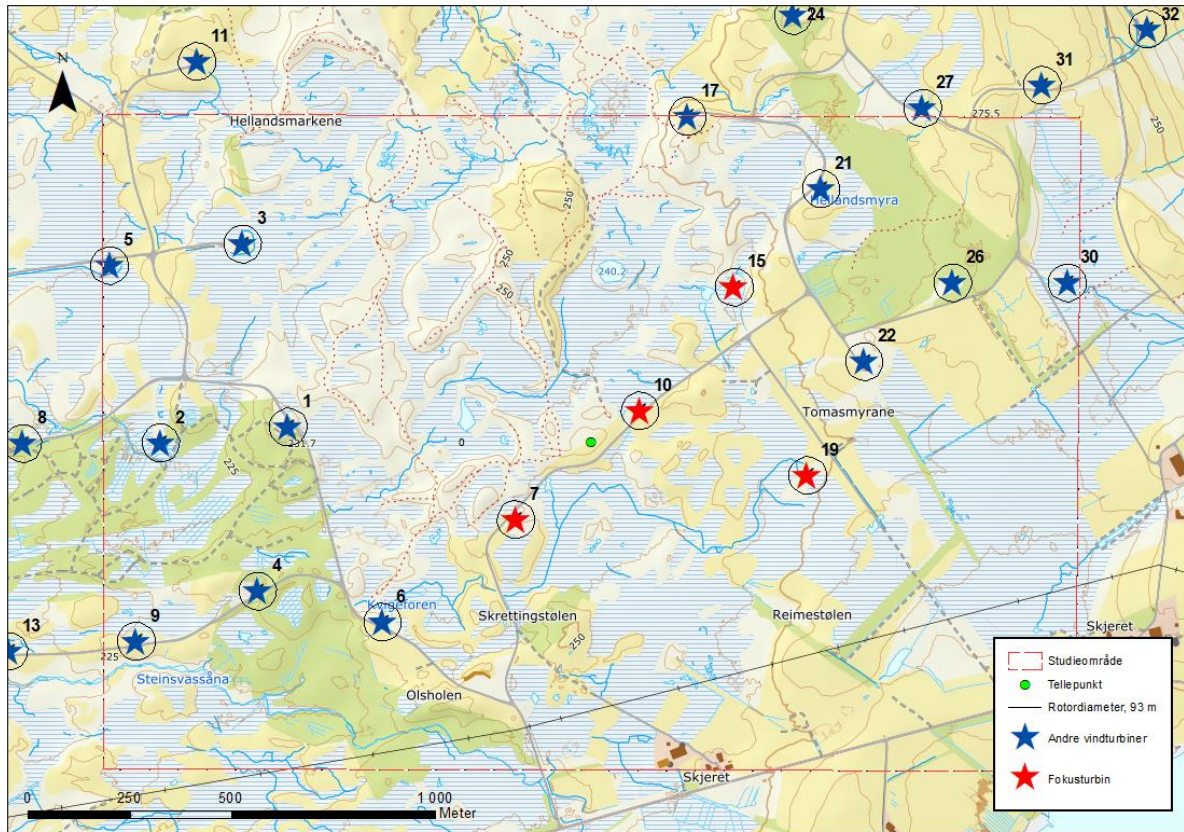 24
32
11
31
N
27
17
275.5
250
Hellandsmarkene
21
Hellandsmyra
250
3
5
250
15
26
30
240.2
250
22
10
1
Tomasmyrane
8
2
231.7
0
19
225
7
4
6
Kvigeforen
Skrettingstølen
Reimestølen
13
9
250
Skjeret
225
Steinsvassåna
Olsholen
Skjeret
0 250 500 1 000
Meter
Studieområde
Tellepunkt
Rotordiameter, 93 m
Andre vindturbiner
Fokusturbin